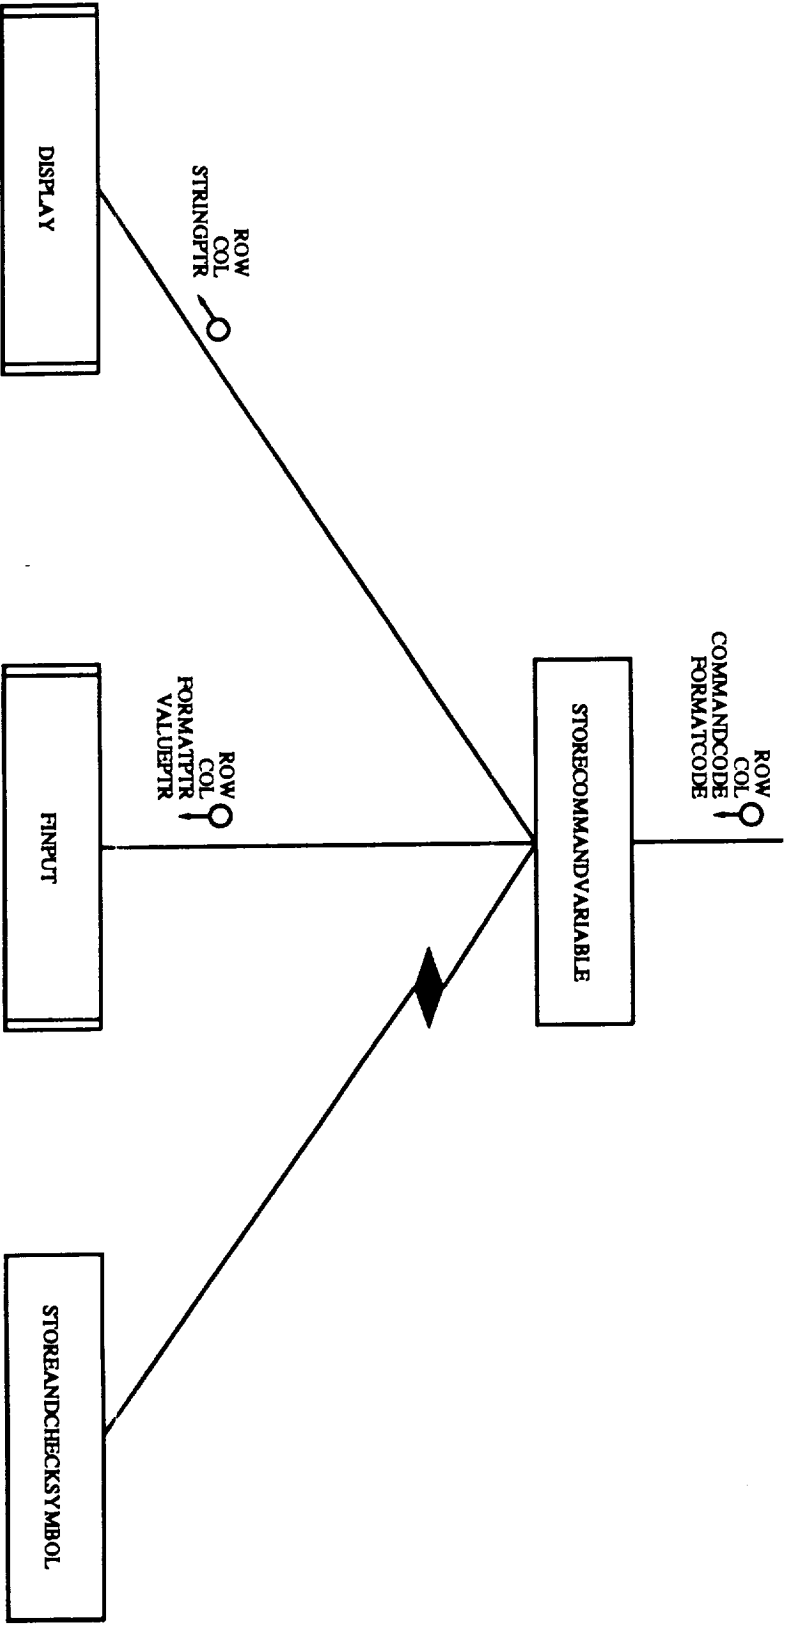 ROW
COL
COMMANDCODE
FORMATCODE
STORECOMMANDVARIABLE
ROW
COL
STRINGPTR
ROW
COL
FORMATPTR
VALUEPTR
DISPLAY
FINPUT
STOREANDCHECKSYMBOL